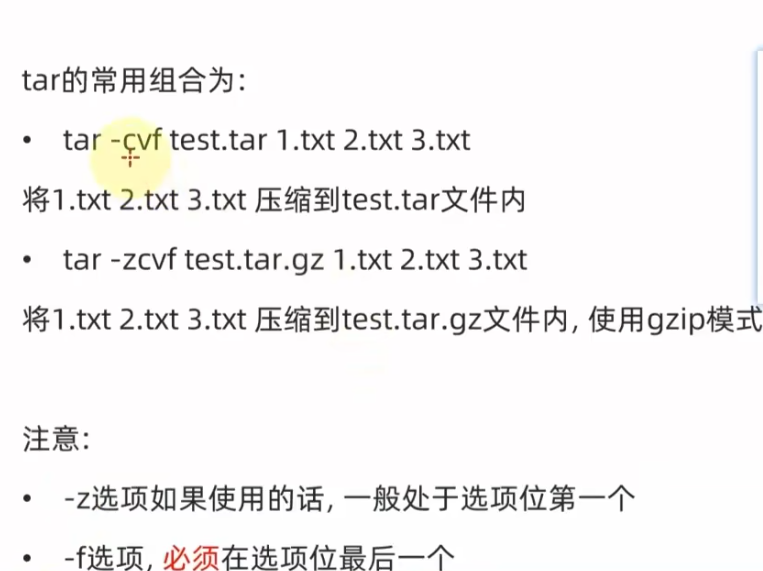 tar的常用组合为:
• tar -cvf test.tar 1.txt 2.txt 3.txt
将1.txt 2.txt 3.txt 压缩到test.tar文件内
• tar -zcvf test.tar.gz 1.txt 2.txt 3.txt
将1.txt 2.txt 3.txt 压缩到test.tar.gz文件内, 使用gzip模式
注意:
• -z选项如果使用的话, 一般处于选项位第一个
• -f选项, 必须在选项位最后一个